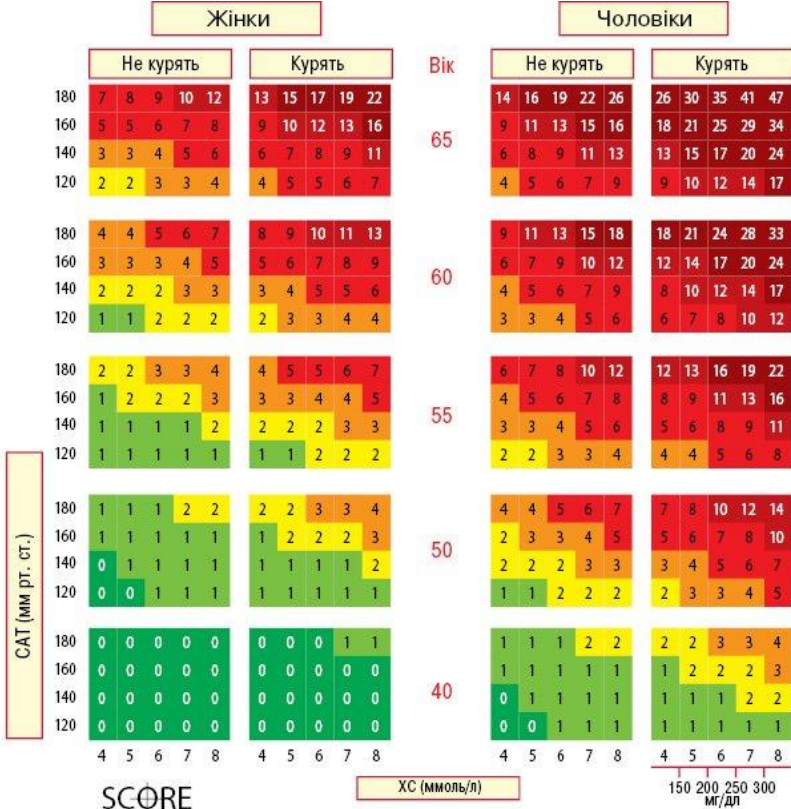 Жінки Чоловіки
Не курять Курять Вік Не курять Курять
180 7 8 9 10 12 13 15 17 19 22 14 16 19 22 26 26 30 35 41 47
160 5 5 6 7 8 9 10 12 13 16 9 11 13 15 16 18 21 25 29 34
65
140 3 3 4 5 6 6 7 8 9 11 6 8 9 11 13 13 15 17 20 24
120 2 2 3 3 4 4 5 5 6 7 4 5 6 7 9 9 10 12 14 17
180 4 4 5 6 7 8 9 10 11 13 9 11 13 15 18 18 21 24 28 33
160 3 3 3 4 5 5 6 7 8 9 6 7 9 10 12 12 14 17 20 24
60
140 2 2 2 3 3 3 4 5 5 6 4 5 6 7 9 8 10 12 14 17
120 1 1 2 2 2 2 3 3 4 4 3 3 4 5 6 6 7 8 10 12
180 2 2 3 3 4 4 5 5 6 7 6 7 8 10 12 12 13 16 19 22
160 1 2 2 2 3 3 3 4 4 5 4 5 6 7 8 8 9 11 13 16
55
140 1 1 1 1 2 2 2 2 3 3 3 3 4 5 6 5 6 8 9 11
120 1 1 1 1 1 1 1 2 2 2 2 2 3 3 4 4 4 5 6 8
180 1 1 1 2 2 2 2 3 3 4 4 4 5 6 7 7 8 10 12 14
160 1 1 1 1 1 1 2 2 2 3 2 3 3 4 5 5 6 7 8 10
50
140 0 1 1 1 1 1 1 1 1 2 2 2 2 3 3 3 4 5 6 7
120 0 0 1 1 1 1 1 1 1 1 1 1 2 2 2 2 3 3 4 5
180 0 0 0 0 0 0 0 0 1 1 1 1 1 2 2 2 2 3 3 4
160 0 0 0 0 0 0 0 0 0 0 1 1 1 1 1 1 2 2 2 3
40
140 0 0 0 0 0 0 0 0 0 0 0 1 1 1 1 1 1 1 2 2
120 0 0 0 0 0 0 0 0 0 0 0 0 1 1 1 1 1 1 1 1
САТ (мм рт. ст.)
4 5 6 7 8 4 5 6 7 8 4 5 6 7 8 4 5 6 7 8
SCORE
ХС (ммоль/л)
150 200 250 300
мг/дл